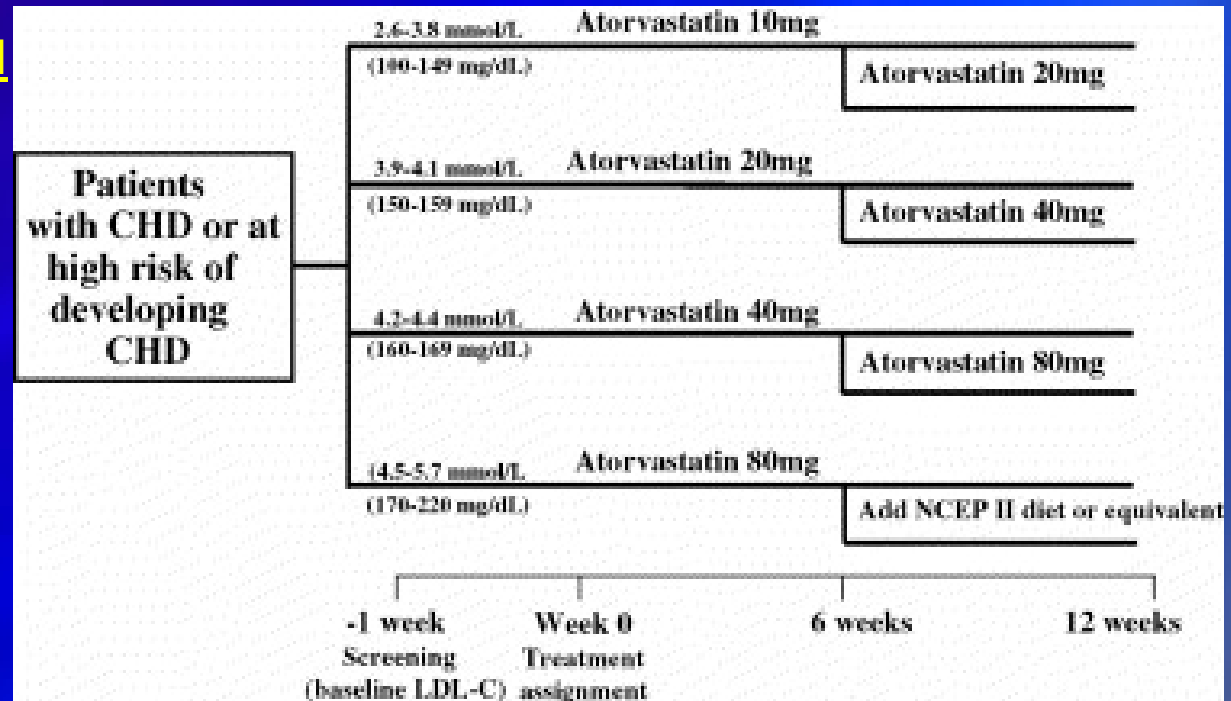 2.6-3.8 mmol/L Atorvastatin 10mg
(100-149 mg/dL)
Atorvastatin 20mg
3.9-4.1 mmol/L Atorvastatin 20mg
(150-159 mg/dL)
Atorvastatin 40mg
Patients
with CHD or at
high risk of
developing
CHD
4.2-4.4 mmol/L Atorvastatin 40mg
(160-169 mg/dL)
Atorvastatin 80mg
(4.5-5.7 mmol/L Atorvastatin 80mg
(170-220 mg/dL)
Add NCEP II diet or equivalent
-1 week Week 0 6 weeks 12 weeks
Screening Treatment
(baseline LDL-C) assignment